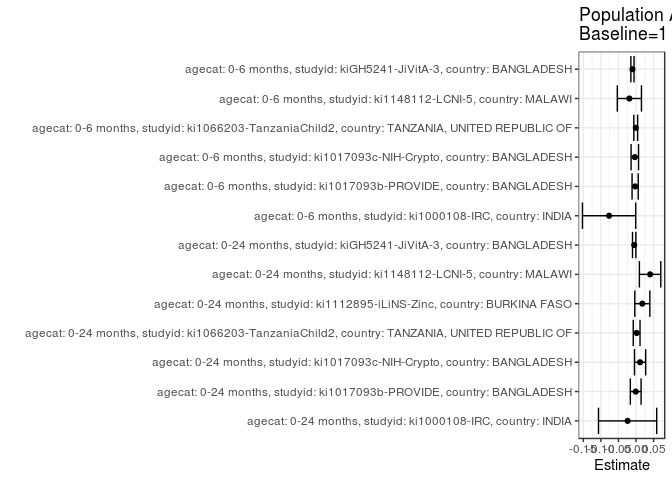 Population
Baseline=1
agecat: 0-6 months, studyid: kiGH5241-JiVitA-3, country: BANGLADESH
agecat: 0-6 months, studyid: ki1148112-LCNI-5, country: MALAWI
agecat: 0-6 months, studyid: ki1066203-TanzaniaChild2, country: TANZANIA, UNITED REPUBLIC OF
agecat: 0-6 months, studyid: ki1017093c-NIH-Crypto, country: BANGLADESH
agecat: 0-6 months, studyid: ki1017093b-PROVIDE, country: BANGLADESH
agecat: 0-6 months, studyid: ki1000108-IRC, country: INDIA
agecat: 0-24 months, studyid: kiGH5241-JiVitA-3, country: BANGLADESH
agecat: 0-24 months, studyid: ki1148112-LCNI-5, country: MALAWI
agecat: 0-24 months, studyid: ki1112895-iLiNS-Zinc, country: BURKINA FASO
agecat: 0-24 months, studyid: ki1066203-TanzaniaChild2, country: TANZANIA, UNITED REPUBLIC OF
agecat: 0-24 months, studyid: ki1017093c-NIH-Crypto, country: BANGLADESH
agecat: 0-24 months, studyid: ki1017093b-PROVIDE, country: BANGLADESH
agecat: 0-24 months, studyid: ki1000108-IRC, country: INDIA
-0.15 -0.10 -0.05 0.00 0.05
Estimate